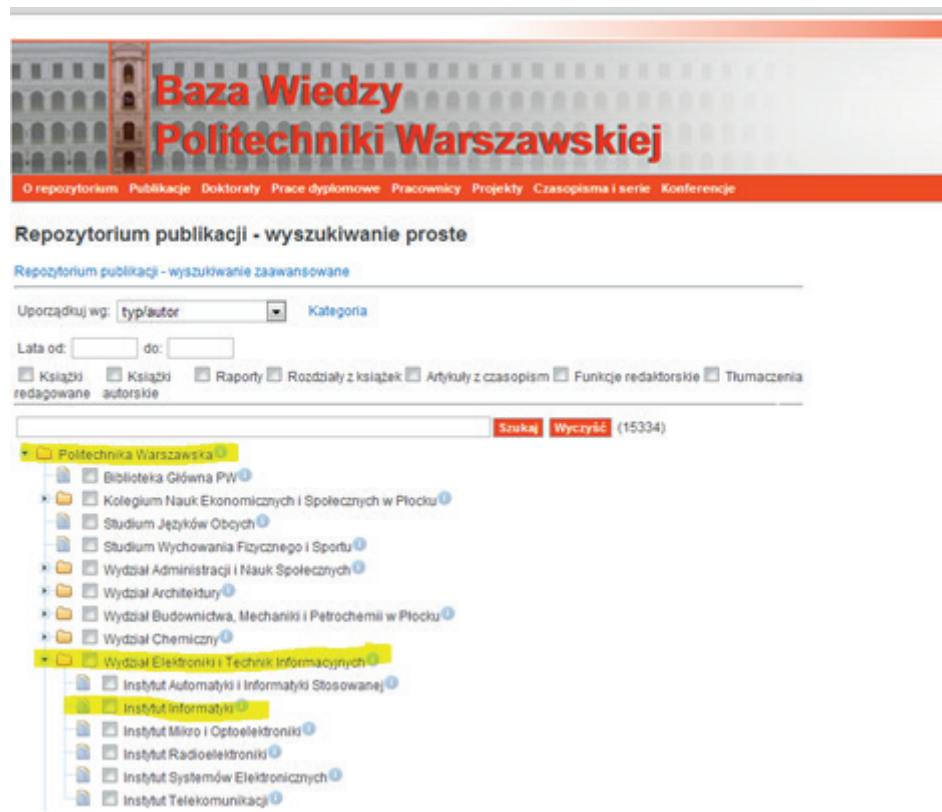 Baza Wiedzy
Politechniki Warszawskiej
O repozytorium Publikacje Doktoraty Prace dyplomowe Pracownicy Projekty Czasopisma i serie Konferencje
Repozytorium publikacji - wyszukiwanie proste
Repozytorium publikacji - wyszukiwanie zaawansowane
Uporządkuj wg: typ/autor Kategoria
Lata od: do:
Książki redagowane Książki autorskie Raporty Rozdziały z książek Artykuły z czasopism Funkcje redaktorskie Tłumaczenia
Szukaj Wyczyść (15334)
Politechnika Warszawska
Biblioteka Główna PW
Kolegium Nauk Ekonomicznych i Społecznych w Płocku
Studium Języków Obcych
Studium Wychowania Fizycznego i Sportu
Wydział Administracji i Nauk Społecznych
Wydział Architektury
Wydział Budownictwa, Mechaniki i Petrochemii w Płocku
Wydział Chemiczny
Wydział Elektroniki i Technik Informacyjnych
Instytut Automatyki i Informatyki Stosowanej
Instytut Informatyki
Instytut Mikro i Optoelektroniki
Instytut Radioelektroniki
Instytut Systemów Elektronicznych
Instytut Telekomunikacji